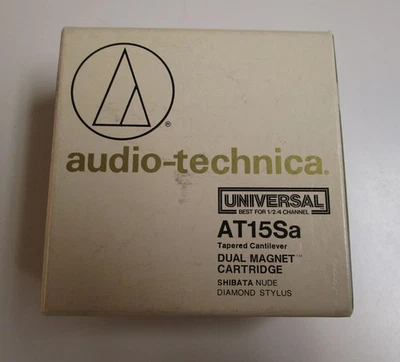 ®
audio-technica®
UNIVERSAL
BEST FOR 1/2/4 CHANNEL
AT15Sa
Tapered Cantilever
DUAL MAGNET™
CARTRIDGE
SHIBATA NUDE
DIAMOND STYLUS